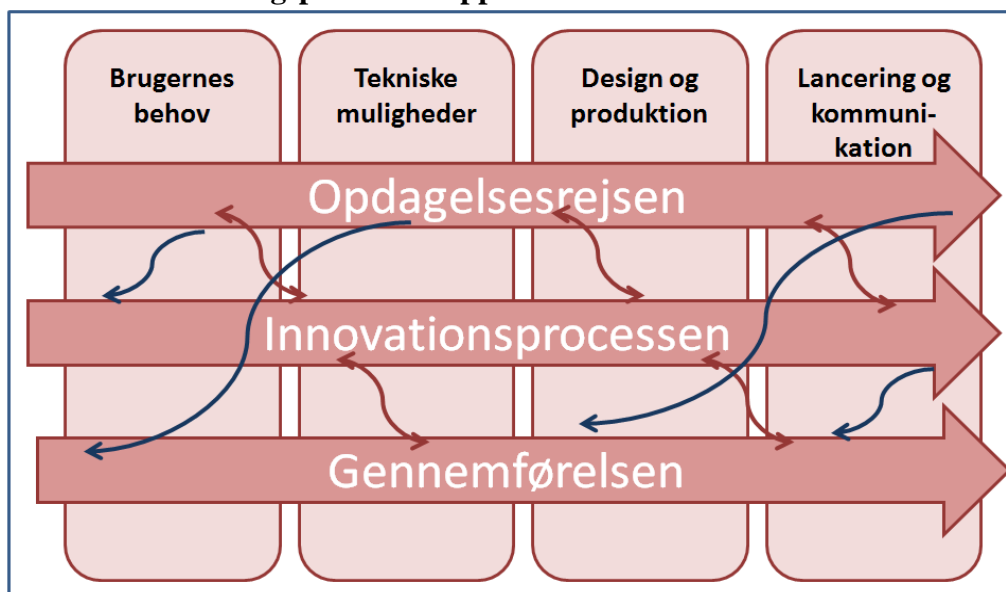 Brugernes
behov
Tekniske
muligheder
Design og
produktion
Lancering og
kommuni-
kation
Opdagelsesrejsen
Innovationsprocessen
Gennemførelsen